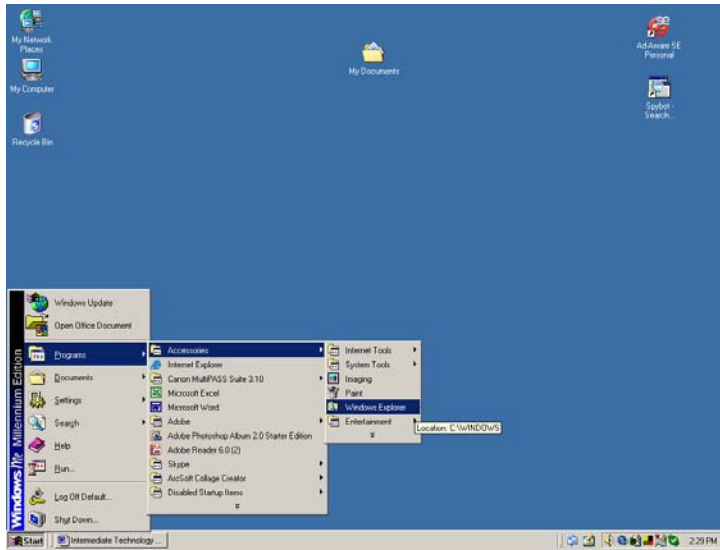 My Network
Places
My Computer
Recycle Bin
My Documents
Ad-Aware SE
Personal
Spybot -
Search...
Windows Me Millennium Edition
Windows Update
Open Office Document
Programs
Documents
Settings
Search
Help
Run...
Log Off Default...
Shut Down...
Accessories
Internet Explorer
Canon MultiPASS Suite 3.10
Microsoft Excel
Microsoft Word
Adobe
Adobe Photoshop Album 2.0 Starter Edition
Adobe Reader 6.0 (2)
Skype
ArcSoft Collage Creator
Disabled Startup Items
Internet Tools
System Tools
Imaging
Paint
Windows Explorer
Entertainment
Location: C:\WINDOWS
Start
Intermediate Technology ...
2:29 PM